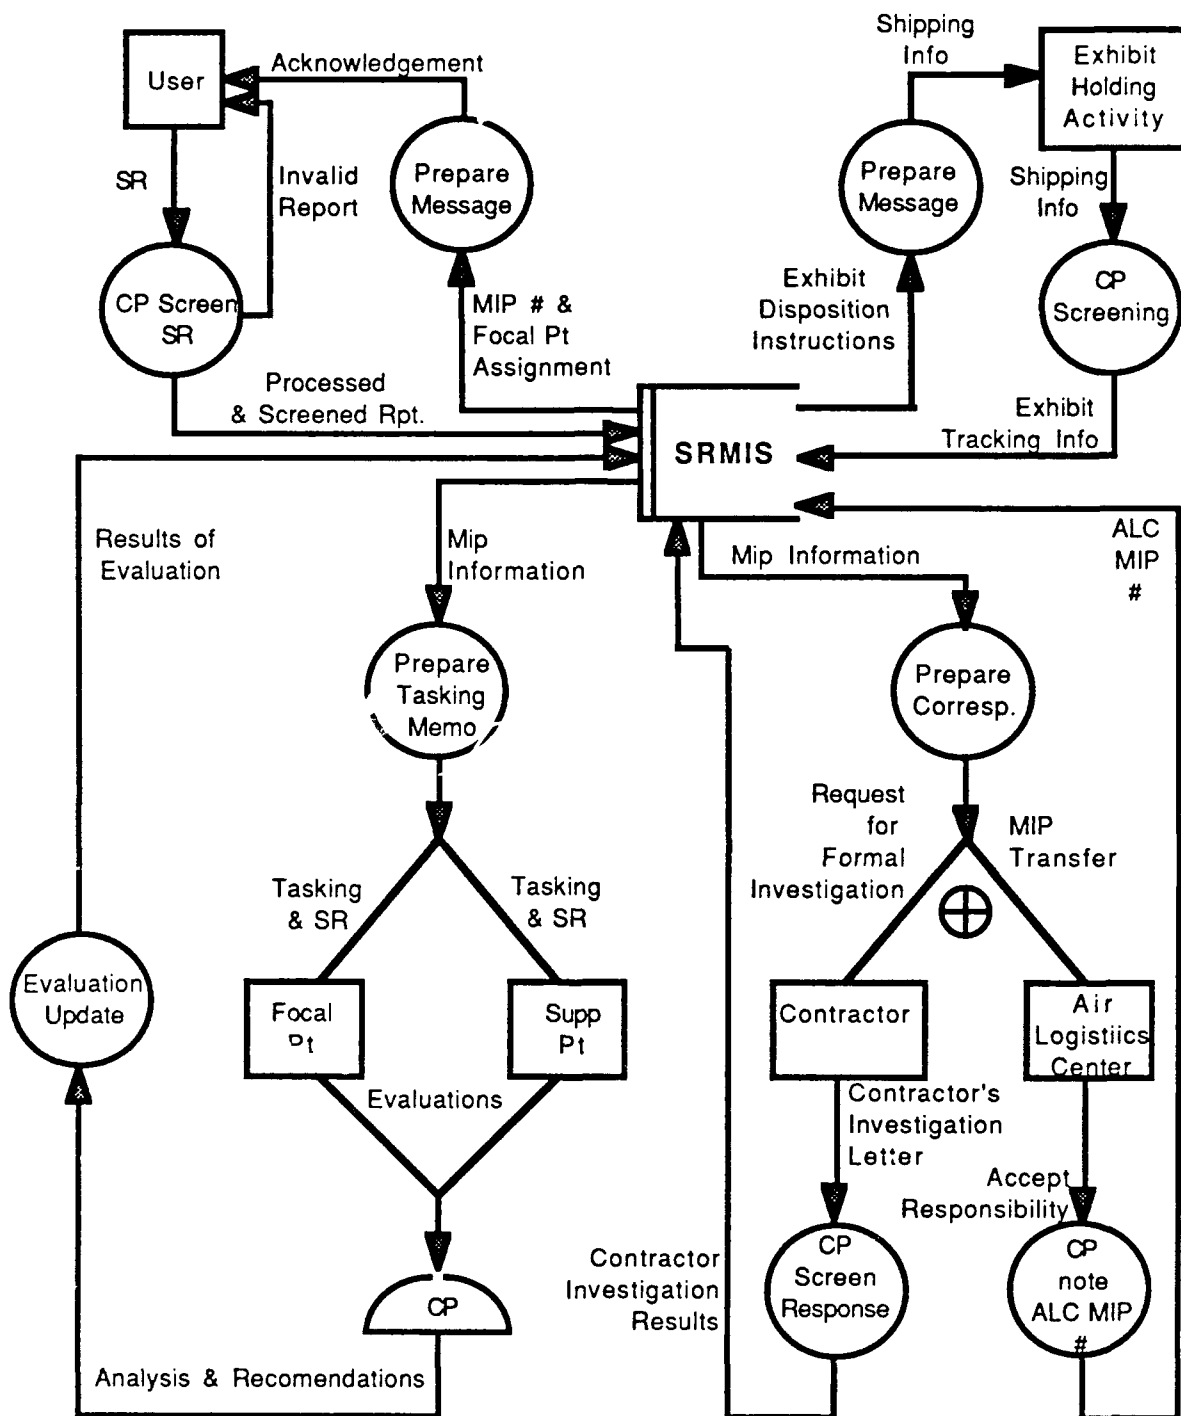 User
Acknowledgement
SR
Invalid
Report
Prepare
Message
CP Screen
SR
MIP # &
Focal Pt
Assignment
Processed
& Screened Rpt.
Shipping
Info
Exhibit
Holding
Activity
Prepare
Message
Shipping
Info
Exhibit
Disposition
Instructions
CP
Screening
Exhibit
Tracking Info
SRMIS
Results of
Evaluation
Mip
Information
Mip Information
ALC
MIP
#
Prepare
Tasking
Memo
Prepare
Corresp.
Tasking
& SR
Tasking
& SR
Request
for
Formal
Investigation
MIP
Transfer
Evaluation
Update
Focal
Pt
Supp
Pt
Contractor
Air
Logistiics
Center
Evaluations
Contractor's
Investigation
Letter
Accept
Responsibility
CP
Contractor
Investigation
Results
CP
Screen
Response
CP
note
ALC MIP
#
Analysis & Recomendations